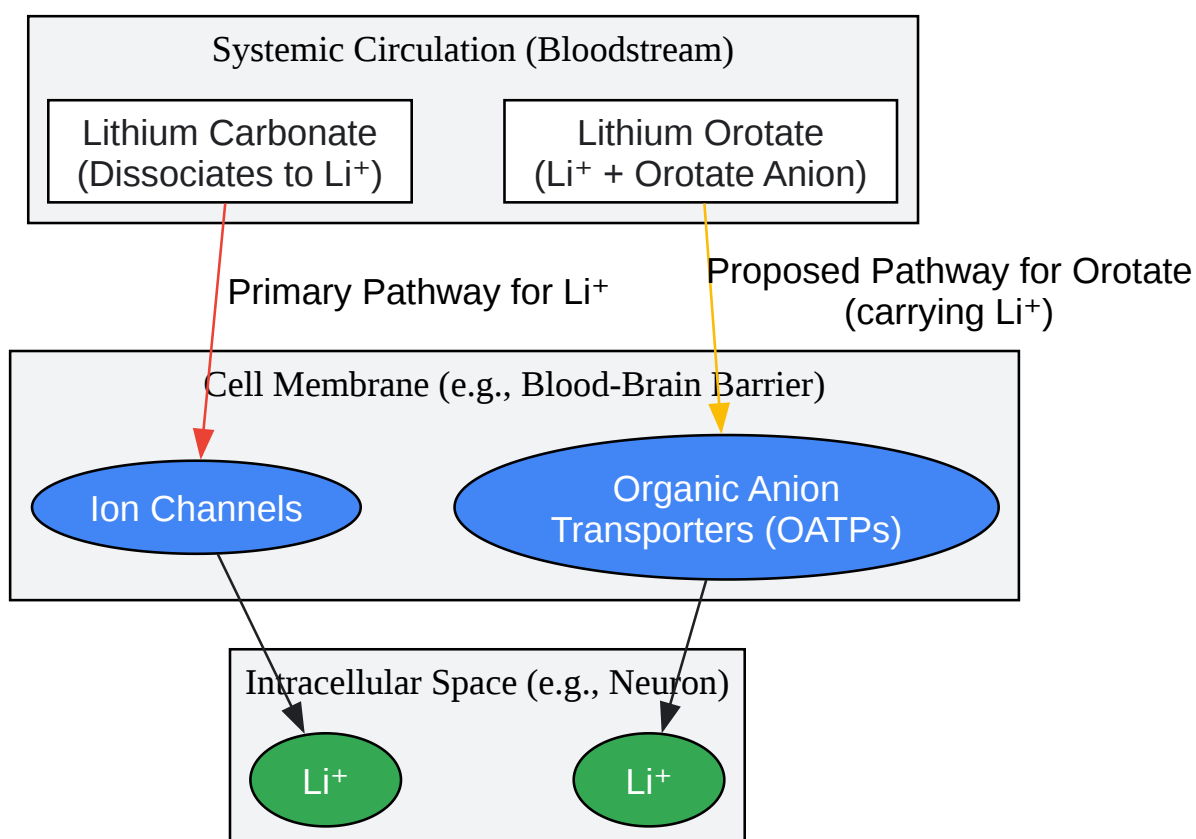 Systemic Circulation (Bloodstream)
Lithium Carbonate
(Dissociates to Li⁺)
Lithium Orotate
(Li⁺ + Orotate Anion)
Primary Pathway for Li⁺
Proposed Pathway for Orotate
(carrying Li⁺)
Cell Membrane (e.g., Blood-Brain Barrier)
Ion Channels
Organic Anion
Transporters (OATPs)
Intracellular Space (e.g., Neuron)
Li⁺
Li⁺